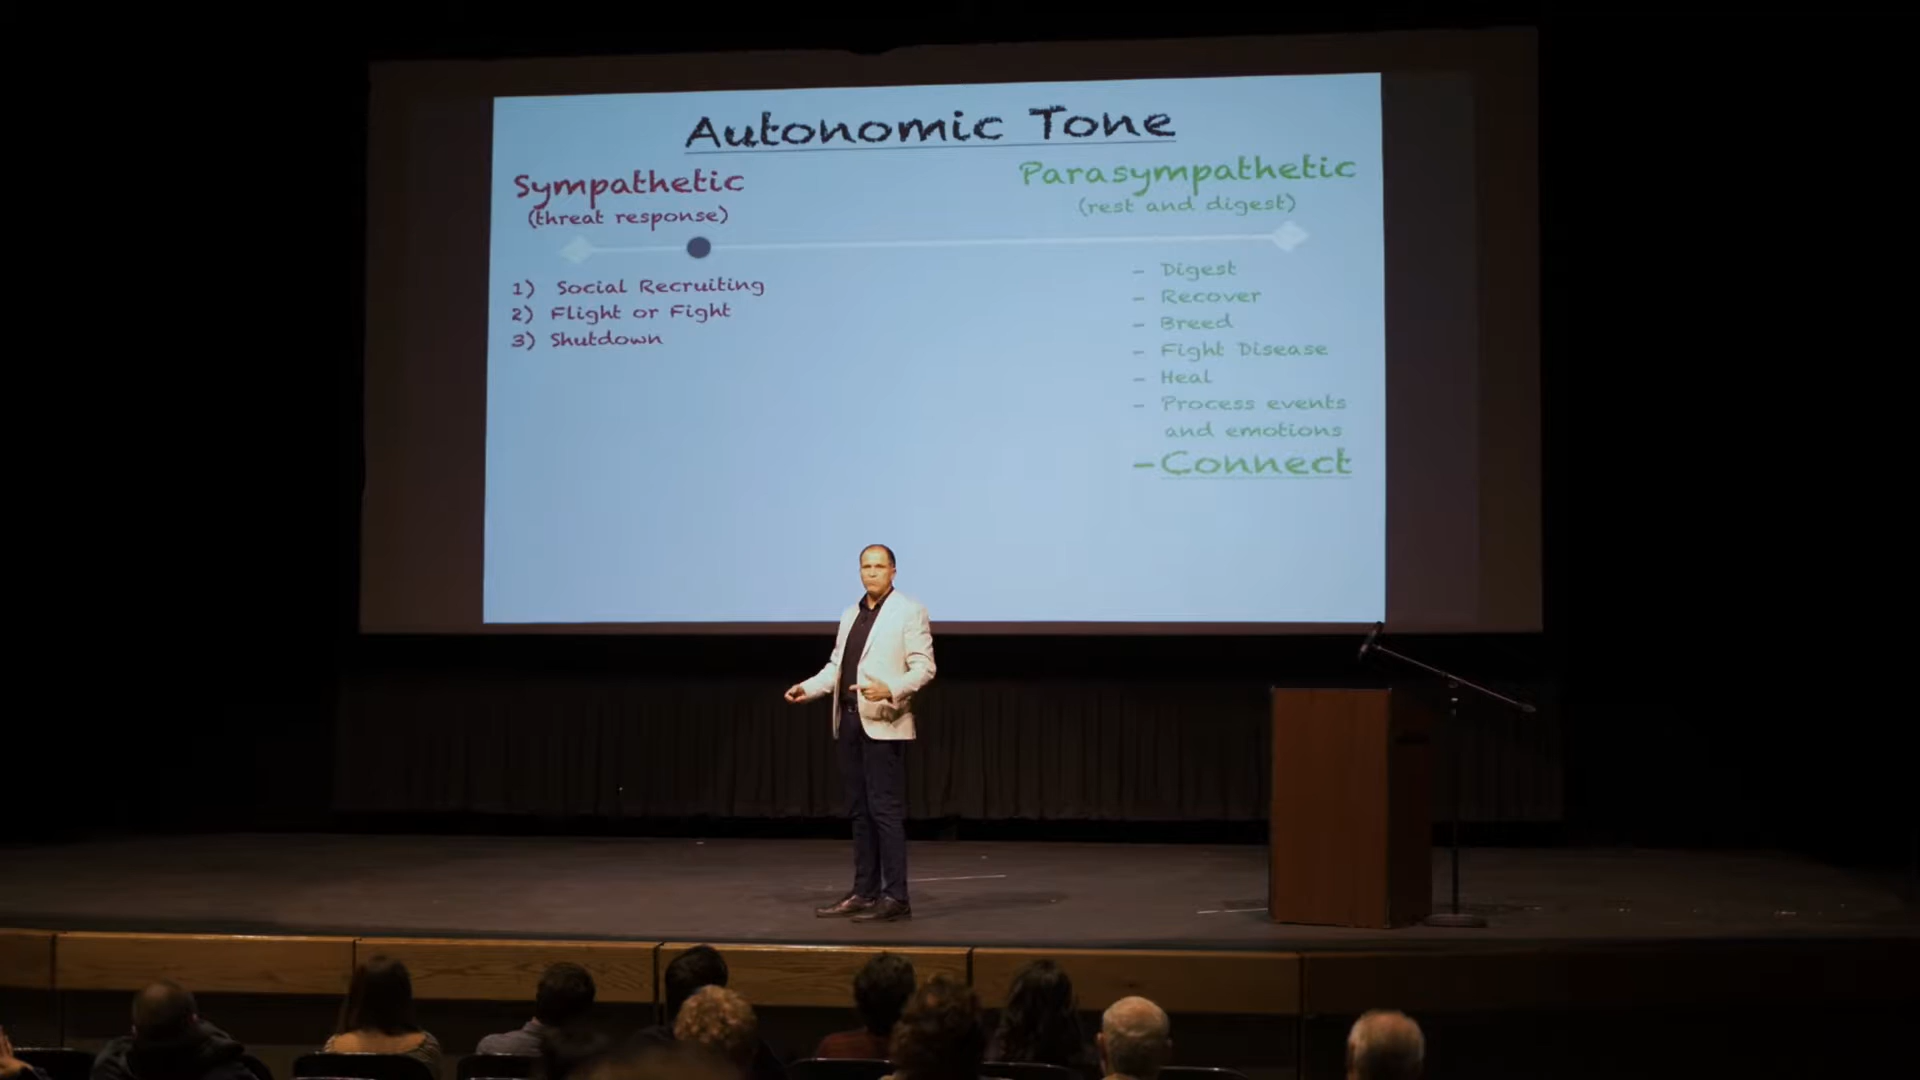 Autonomic Tone
Sympathetic
(threat response)
1) Social Recruiting
2) Flight or Fight
3) Shutdown
Parasympathetic
(rest and digest)
- Digest
- Recover
- Breed
- Fight Disease
- Heal
- Process events
and emotions
- Connect